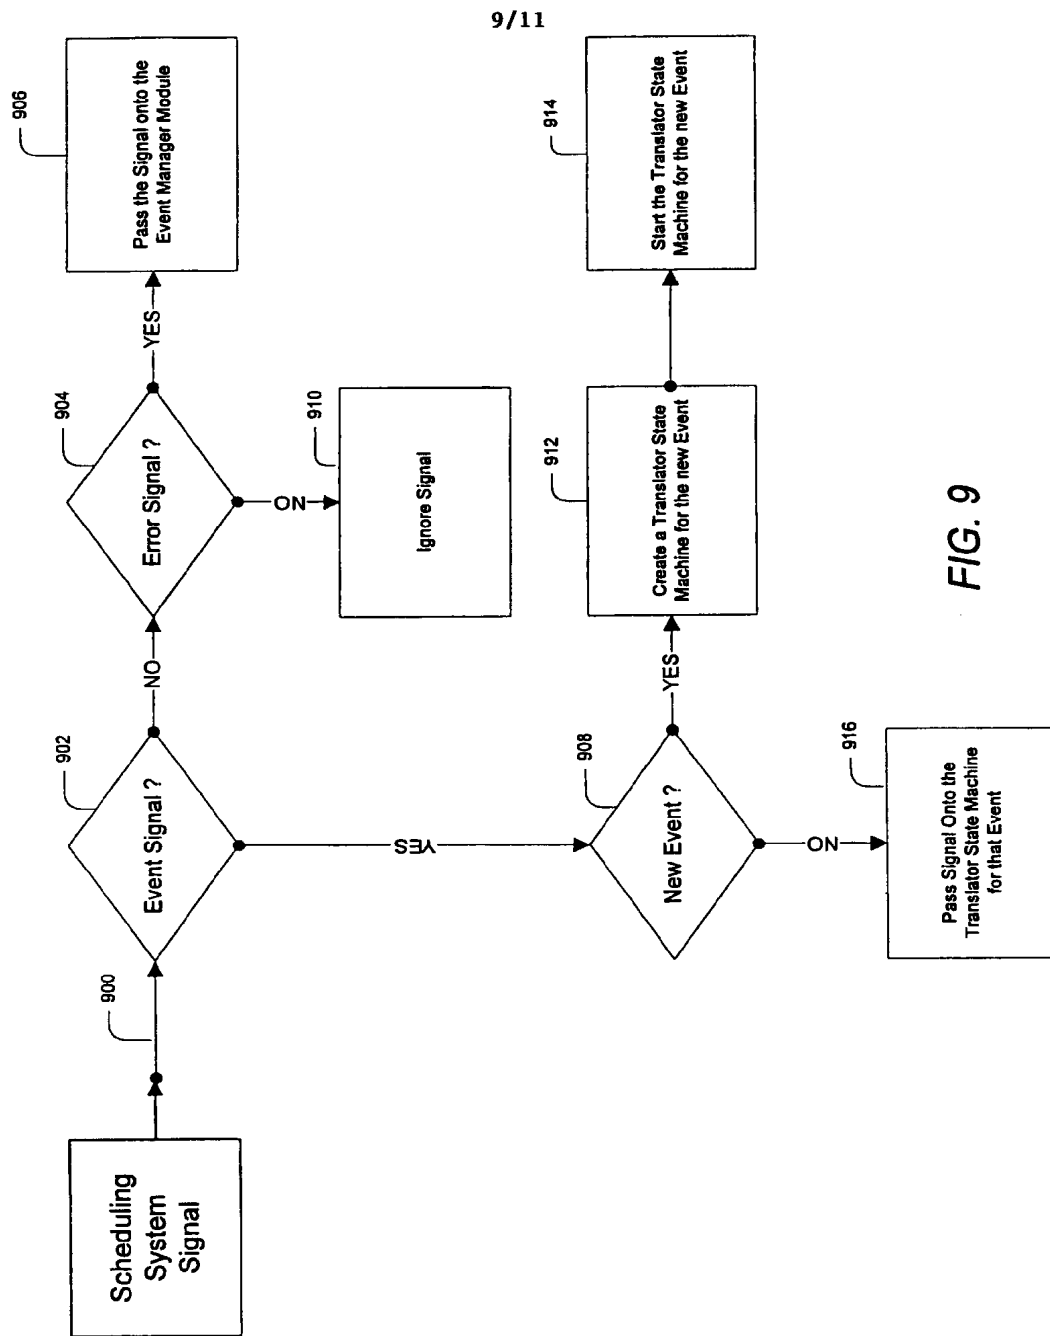 9/11
Scheduling
System
Signal
900
902
Event Signal ?
NO
YES
904
Error Signal ?
YES
NO
906
Pass the Signal onto the
Event Manager Module
910
Ignore Signal
908
New Event ?
YES
NO
912
Create a Translator State
Machine for the new Event
914
Start the Translator State
Machine for the new Event
916
Pass Signal Onto the
Translator State Machine
for that Event
FIG. 9